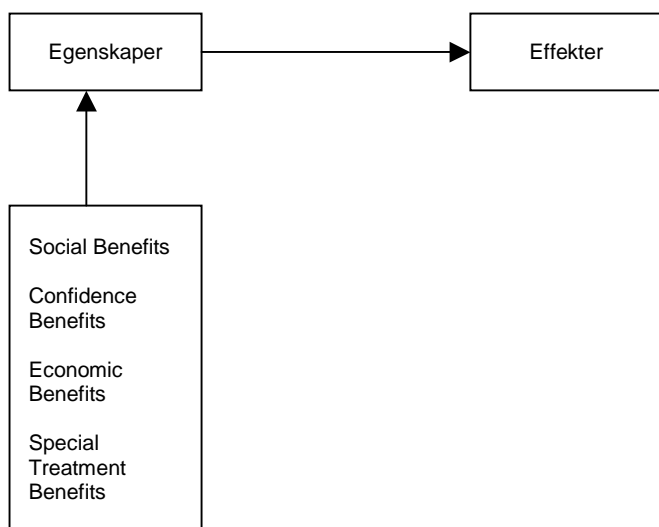 Egenskaper
Effekter
Social Benefits
Confidence
Benefits
Economic
Benefits
Special
Treatment
Benefits